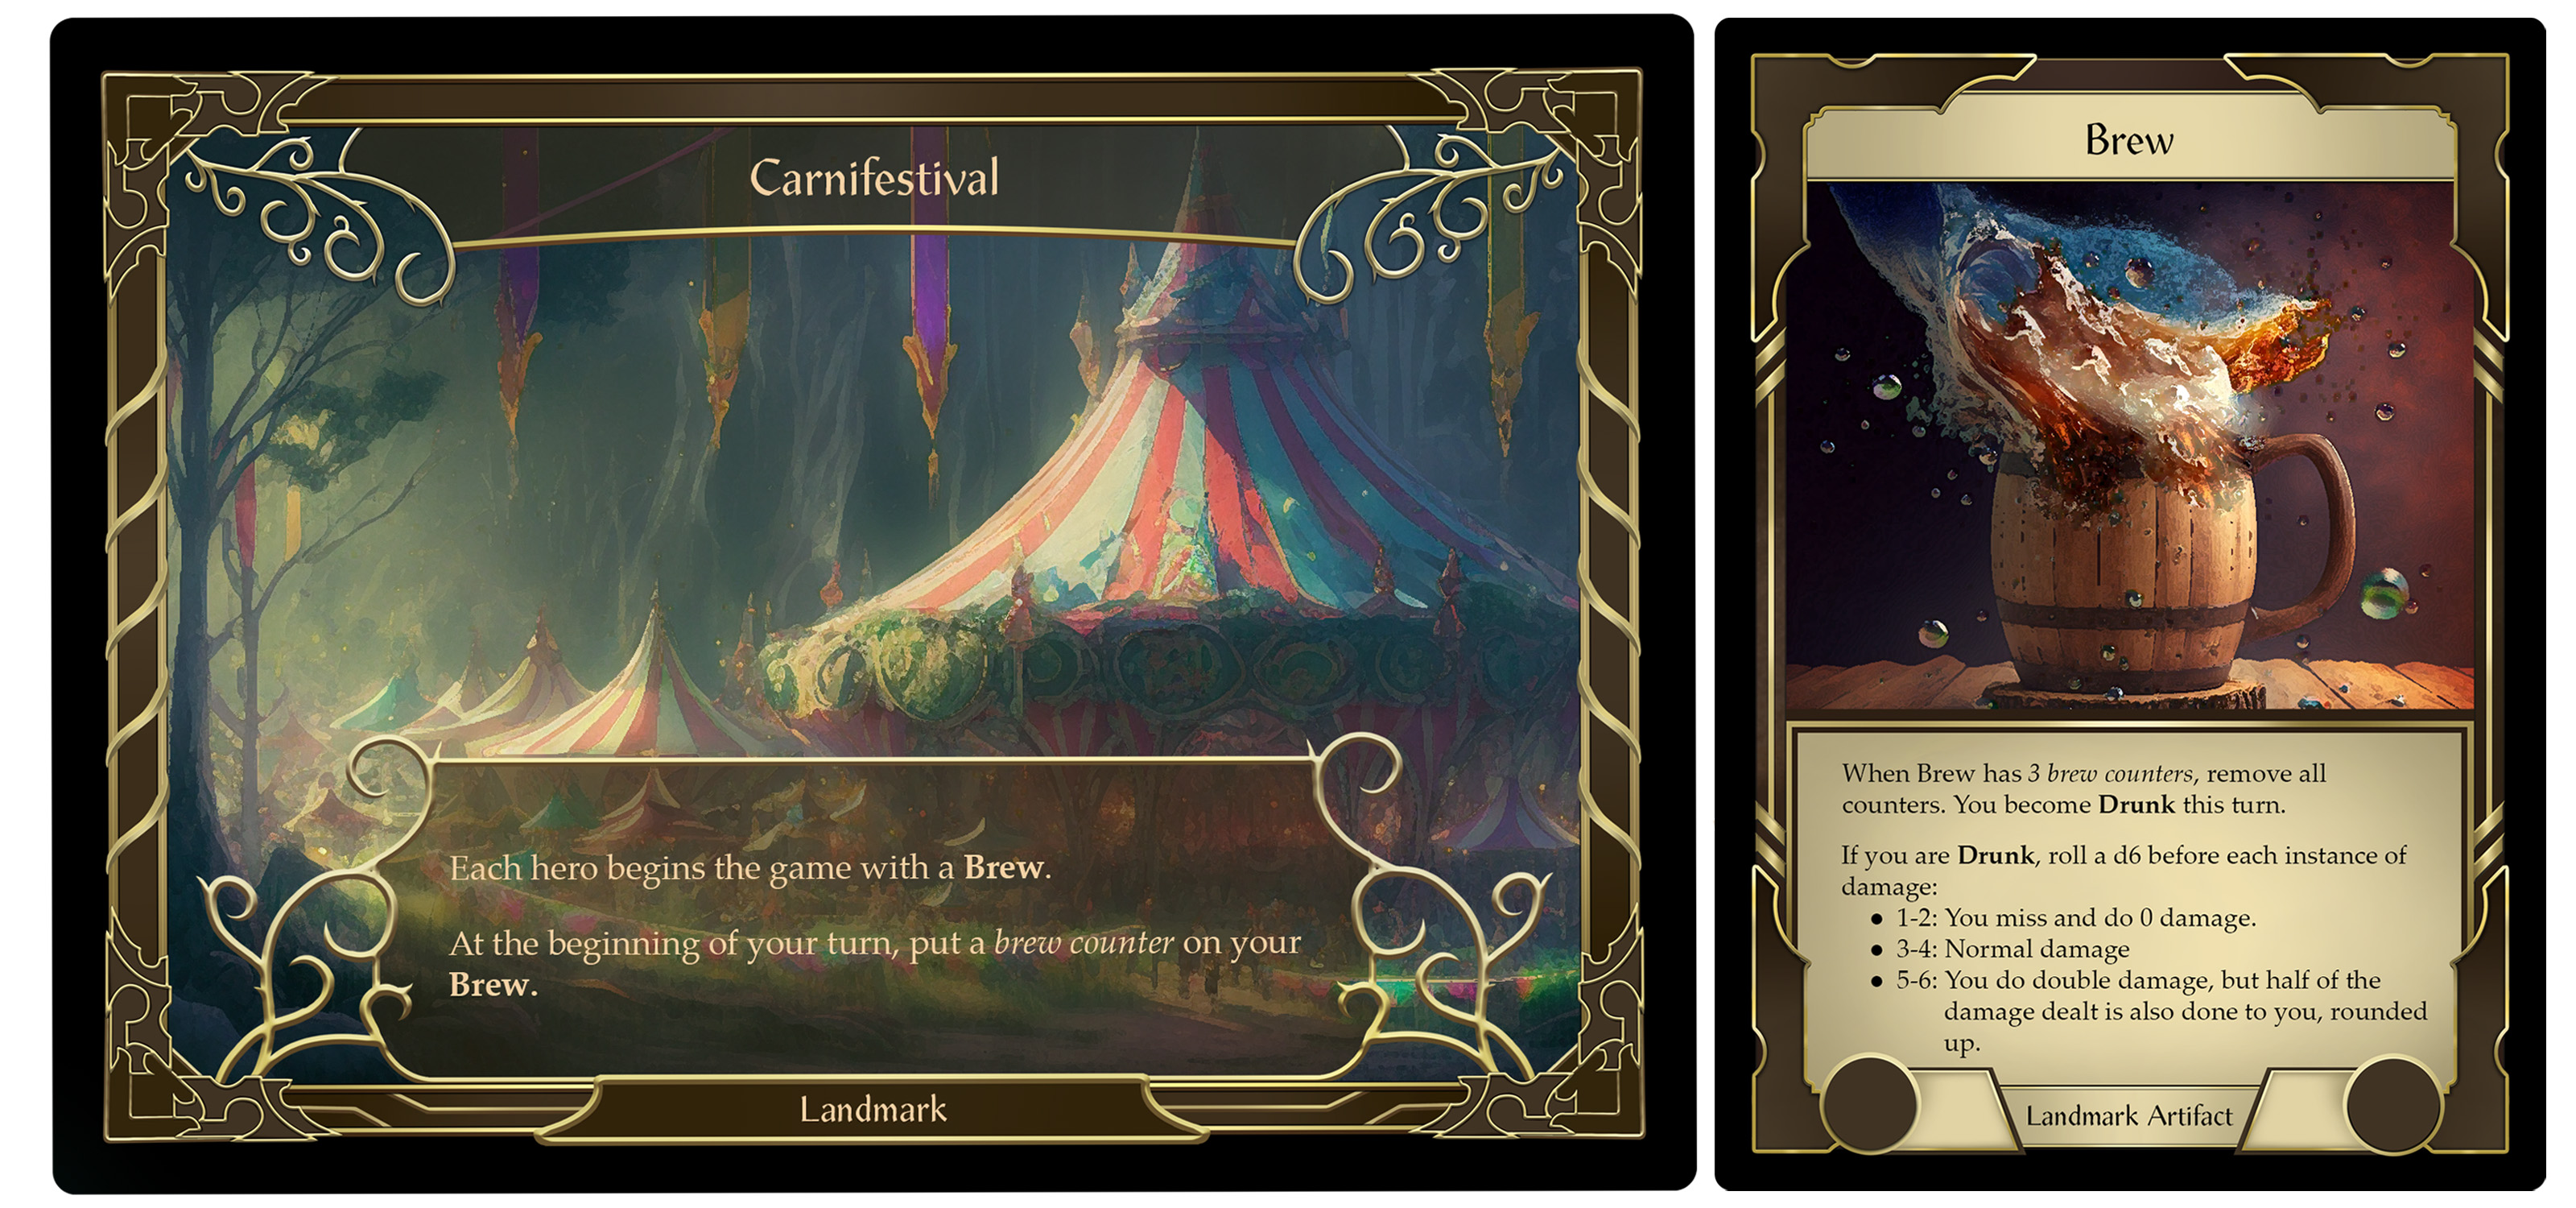 Carnifestival
Each hero begins the game with a Brew.
At the beginning of your turn, put a brew counter on your
Brew.
Landmark
Brew
When Brew has 3 brew counters, remove all
counters. You become Drunk this turn.
If you are Drunk, roll a d6 before each instance of
damage:
● 1-2: You miss and do 0 damage.
● 3-4: Normal damage
● 5-6: You do double damage, but half of the
damage dealt is also done to you, rounded
up.
Landmark Artifact